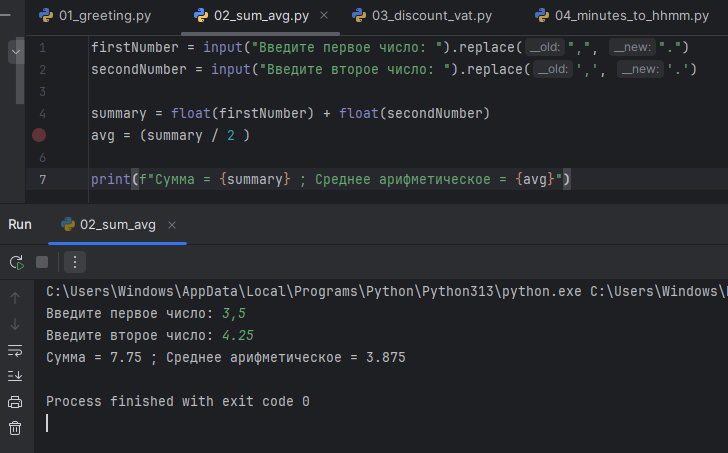 01_greeting.py 02_sum_avg.py × 03_discount_vat.py 04_minutes_to_hhmm.py
1 firstNumber = input("Введите первое число: ").replace( __old: ",", __new: ".")
2 secondNumber = input("Введите второе число: ").replace( __old: ',', __new: '.')
3
4 summary = float(firstNumber) + float(secondNumber)
avg = (summary / 2 )
6
7 print(f"Сумма = {summary} ; Среднее арифметическое = {avg}")
Run 02_sum_avg ×
C:\Users\Windows\AppData\Local\Programs\Python\Python313\python.exe C:\Users\Windows\
Введите первое число: 3,5
Введите второе число: 4.25
Сумма = 7.75 ; Среднее арифметическое = 3.875
Process finished with exit code 0